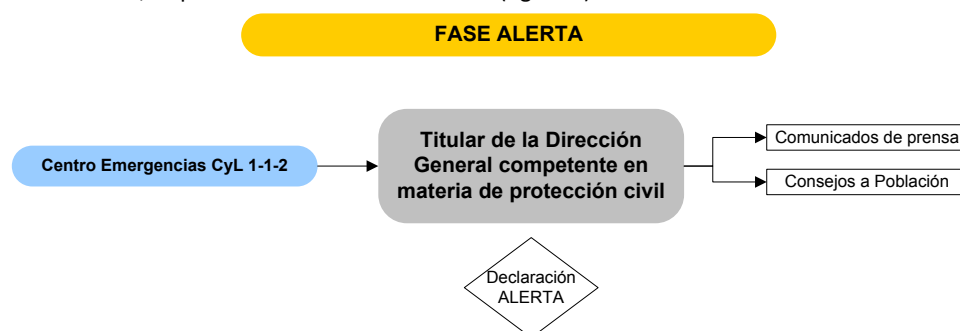 FASE ALERTA
Centro Emergencias CyL 1-1-2
Titular de la Dirección
General competente en
materia de protección civil
Comunicados de prensa
Consejos a Población
Declaración
ALERTA